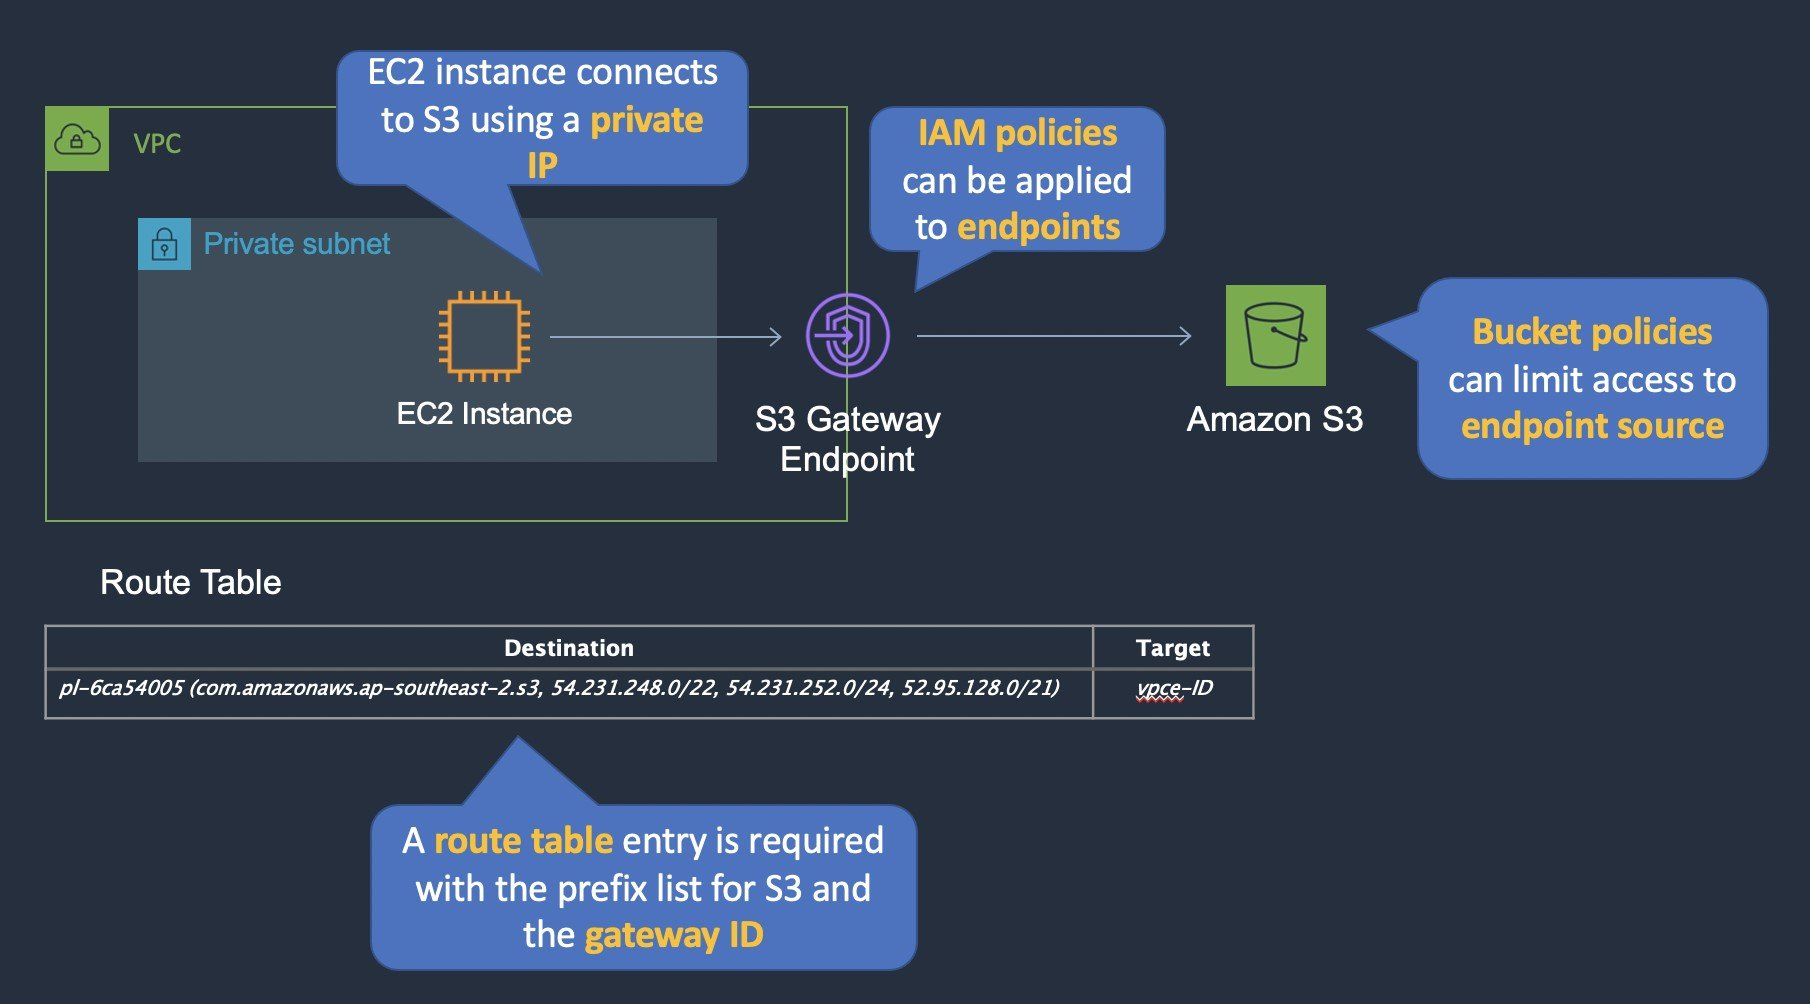 EC2 instance connects
to S3 using a private
IP
VPC
IAM policies
can be applied
to endpoints
Private subnet
EC2 Instance
S3 Gateway
Endpoint
Amazon S3
Bucket policies
can limit access to
endpoint source
Route Table
Destination Target
pl-6ca54005 (com.amazonaws.ap-southeast-2.s3, 54.231.248.0/22, 54.231.252.0/24, 52.95.128.0/21) vpce-ID
A route table entry is required
with the prefix list for S3 and
the gateway ID